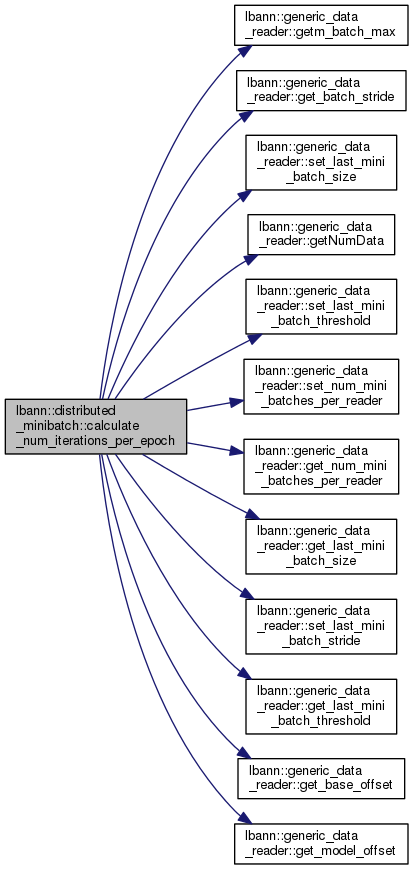 lbann::generic_data
_reader::getm_batch_max
lbann::generic_data
_reader::get_batch_stride
lbann::generic_data
_reader::set_last_mini
_batch_size
lbann::generic_data
_reader::getNumData
lbann::generic_data
_reader::set_last_mini
_batch_threshold
lbann::generic_data
_reader::set_num_mini
_batches_per_reader
lbann::distributed
_minibatch::calculate
_num_iterations_per_epoch
lbann::generic_data
_reader::get_num_mini
_batches_per_reader
lbann::generic_data
_reader::get_last_mini
_batch_size
lbann::generic_data
_reader::set_last_mini
_batch_stride
lbann::generic_data
_reader::get_last_mini
_batch_threshold
lbann::generic_data
_reader::get_base_offset
lbann::generic_data
_reader::get_model_offset